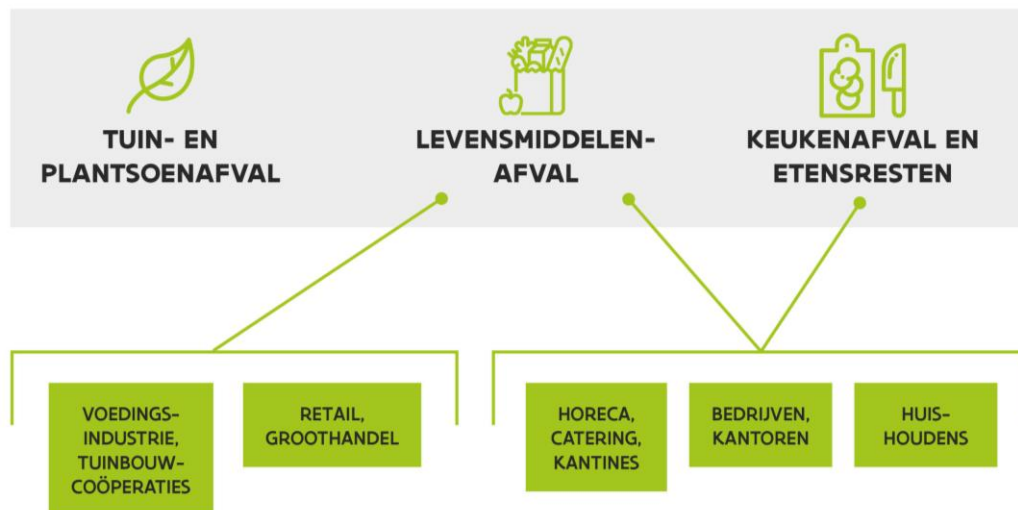 TUIN- EN
PLANTSOENAFVAL
LEVENSMIDDELEN-
AFVAL
KEUKENAFVAL EN
ETENSRESTEN
VOEDINGS-
INDUSTRIE,
TUINBOUW-
COÖPERATIES
RETAIL,
GROOTHANDEL
HORECA,
CATERING,
KANTINES
BEDRIJVEN,
KANTOREN
HUIS-
HOUDENS